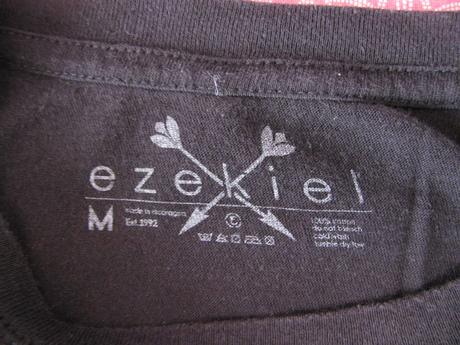 ezekiel
M
made in nicaragua
Est. 1992
©
100% cotton
do not bleach
cold wash
tumble dry low